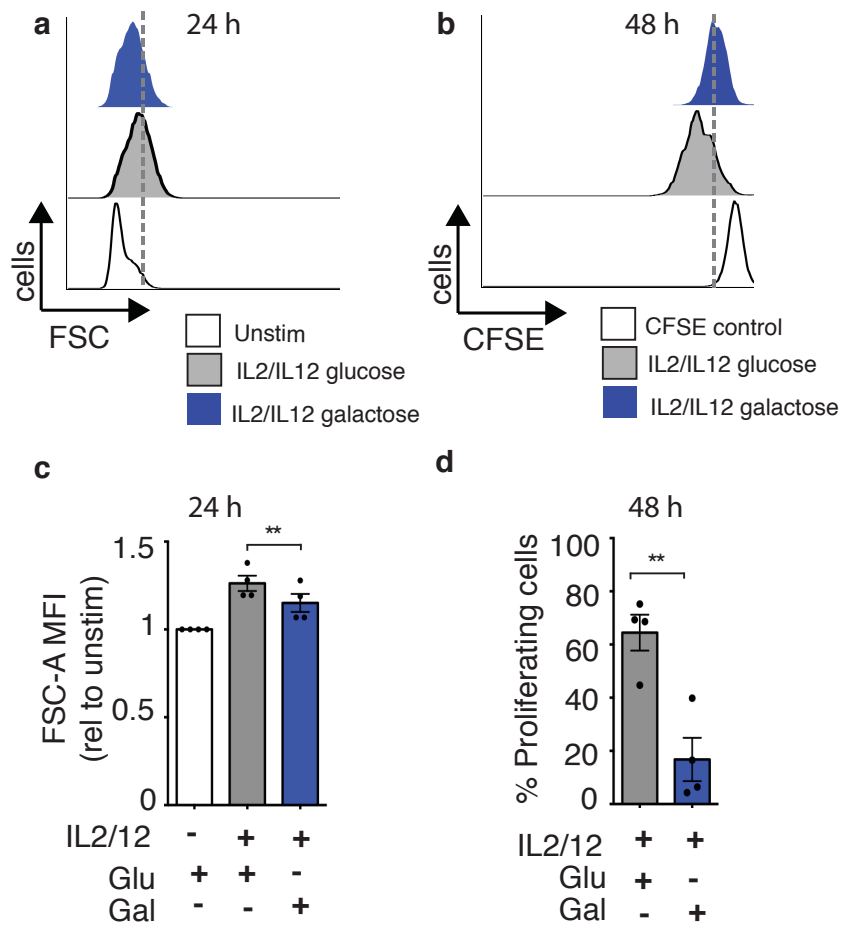 a
24 h
cells
FSC
Unstim
IL2/IL12 glucose
IL2/IL12 galactose
b
48 h
cells
CFSE
CFSE control
IL2/IL12 glucose
IL2/IL12 galactose
c
24 h
**
FSC-A MFI
(rel to unstim)
1.5
1
0.5
0
IL2/12 - + +
Glu + + -
Gal - - +
d
48 h
**
% Proliferating cells
100
80
60
40
20
0
IL2/12 + +
Glu + -
Gal - +